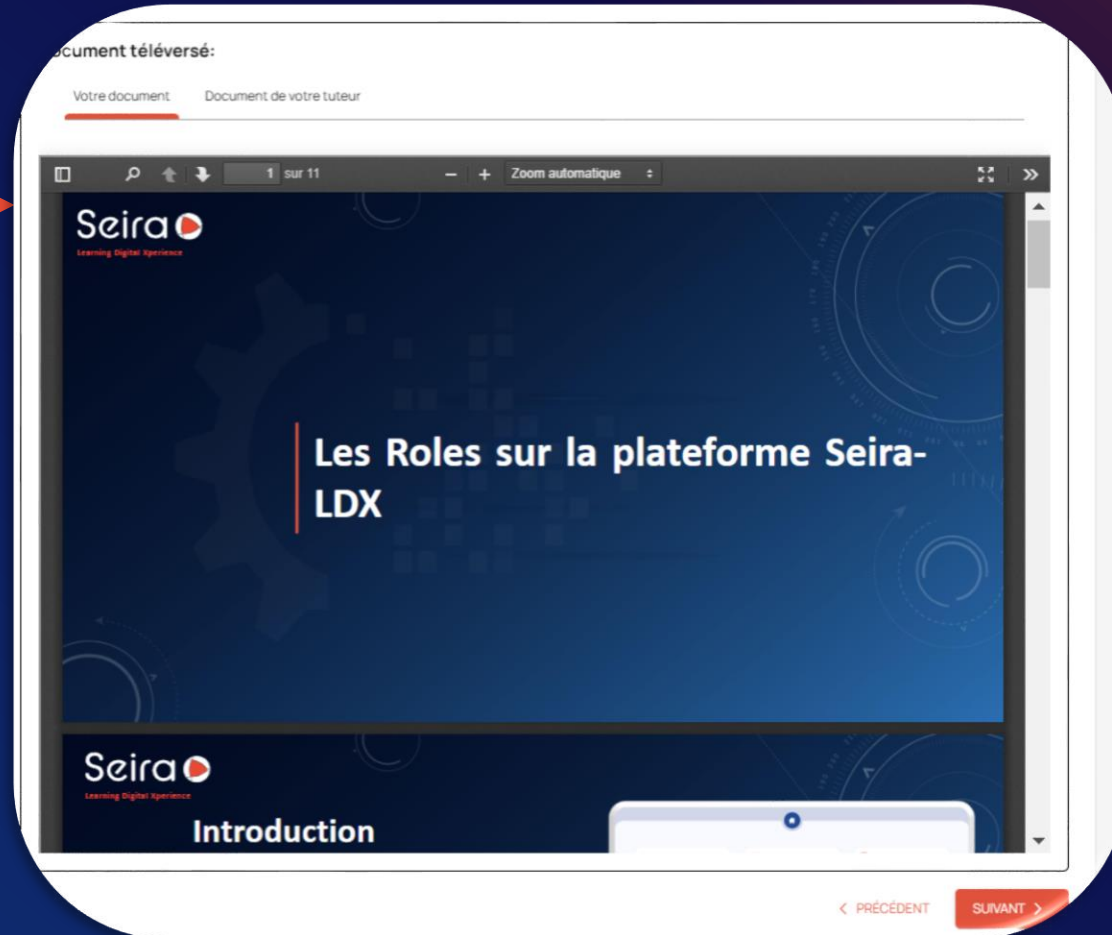 ocument téléversé:
Votre document Document de votre tuteur
1 sur 11 Zoom automatique
Seira
Learning Digital Xperience
Les Roles sur la plateforme Seira-
LDX
Seira
Learning Digital Xperience
Introduction
< PRÉCÉDENT SUIVANT >